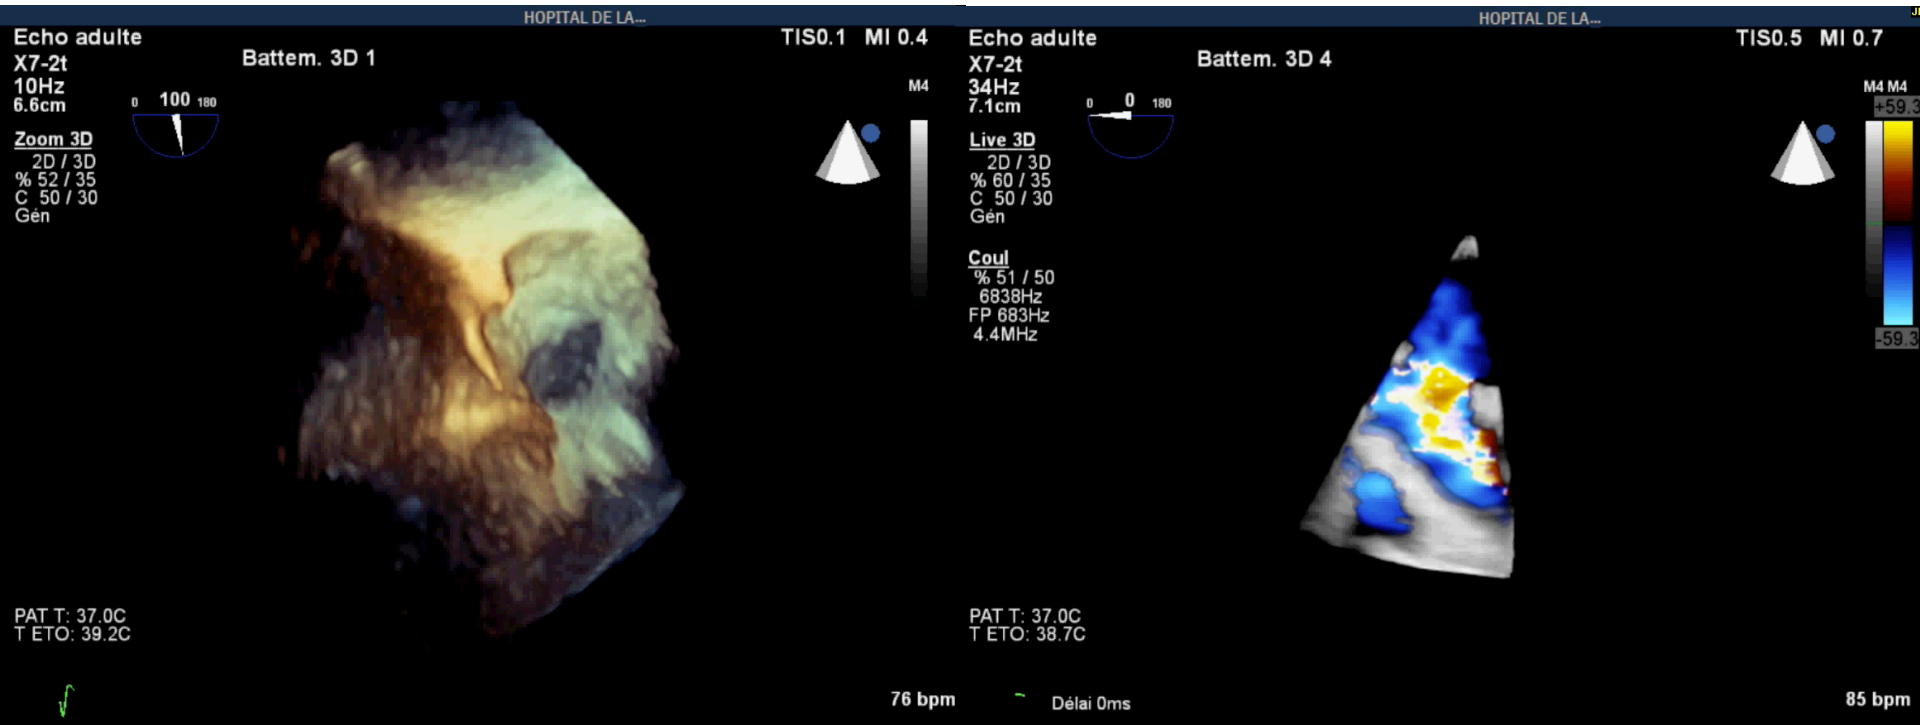 HOPITAL DE LA...
Echo adulte
TIS0.1 MI 0.4
X7-2t
Battem. 3D 1
10Hz
6.6cm
0 100 180
M4
Zoom 3D
2D / 3D
% 52 / 35
C 50 / 30
Gén
PAT T: 37.0C
T ETO: 39.2C
76 bpm
HOPITAL DE LA...
Echo adulte
TIS0.5 MI 0.7
X7-2t
Battem. 3D 4
34Hz
7.1cm
0 0 180
M4 M4
+59.3
Live 3D
2D / 3D
% 60 / 35
C 50 / 30
Gén
Coul
% 51 / 50
6838Hz
FP 683Hz
4.4MHz
-59.3
PAT T: 37.0C
T ETO: 38.7C
Délai 0ms
85 bpm